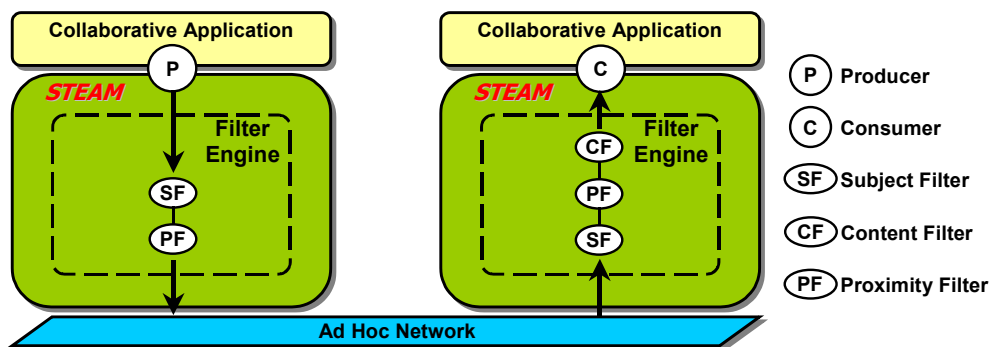 Collaborative Application
P
STEAM
Filter
Engine
SF
PF
Collaborative Application
C
STEAM
Filter
Engine
CF
PF
SF
Ad Hoc Network
P Producer
C Consumer
SF Subject Filter
CF Content Filter
PF Proximity Filter